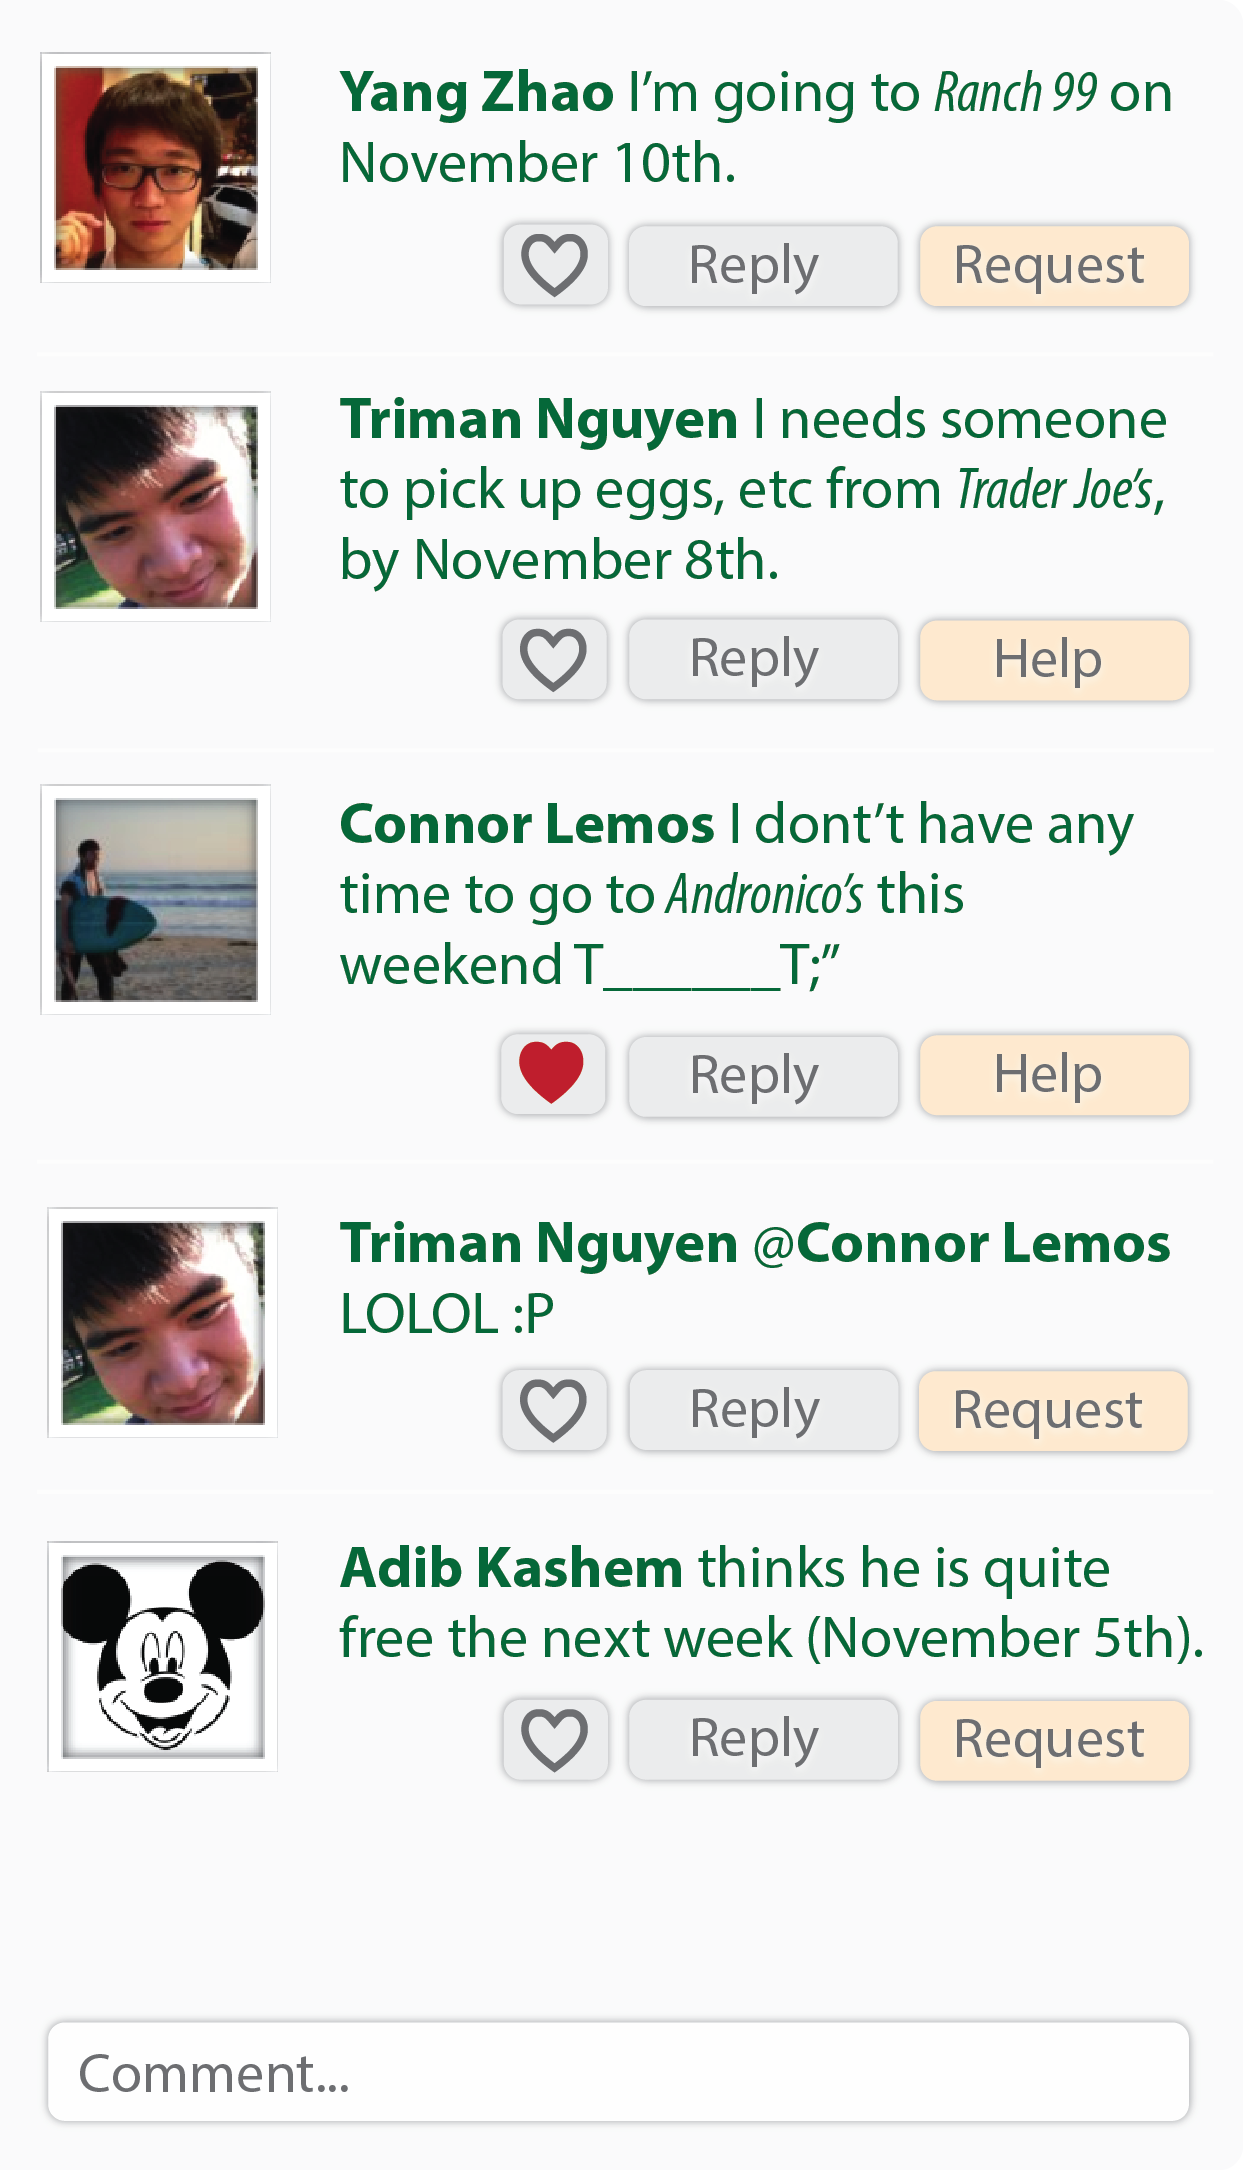 Yang Zhao I’m going to Ranch 99 on
November 10th.
Reply Request
Triman Nguyen I needs someone
to pick up eggs, etc from Trader Joe’s,
by November 8th.
Reply Help
Connor Lemos I dont’t have any
time to go to Andronico’s this
weekend T______T;”
Reply Help
Triman Nguyen @Connor Lemos
LOLOL :P
Reply Request
Adib Kashem thinks he is quite
free the next week (November 5th).
Reply Request
Comment...